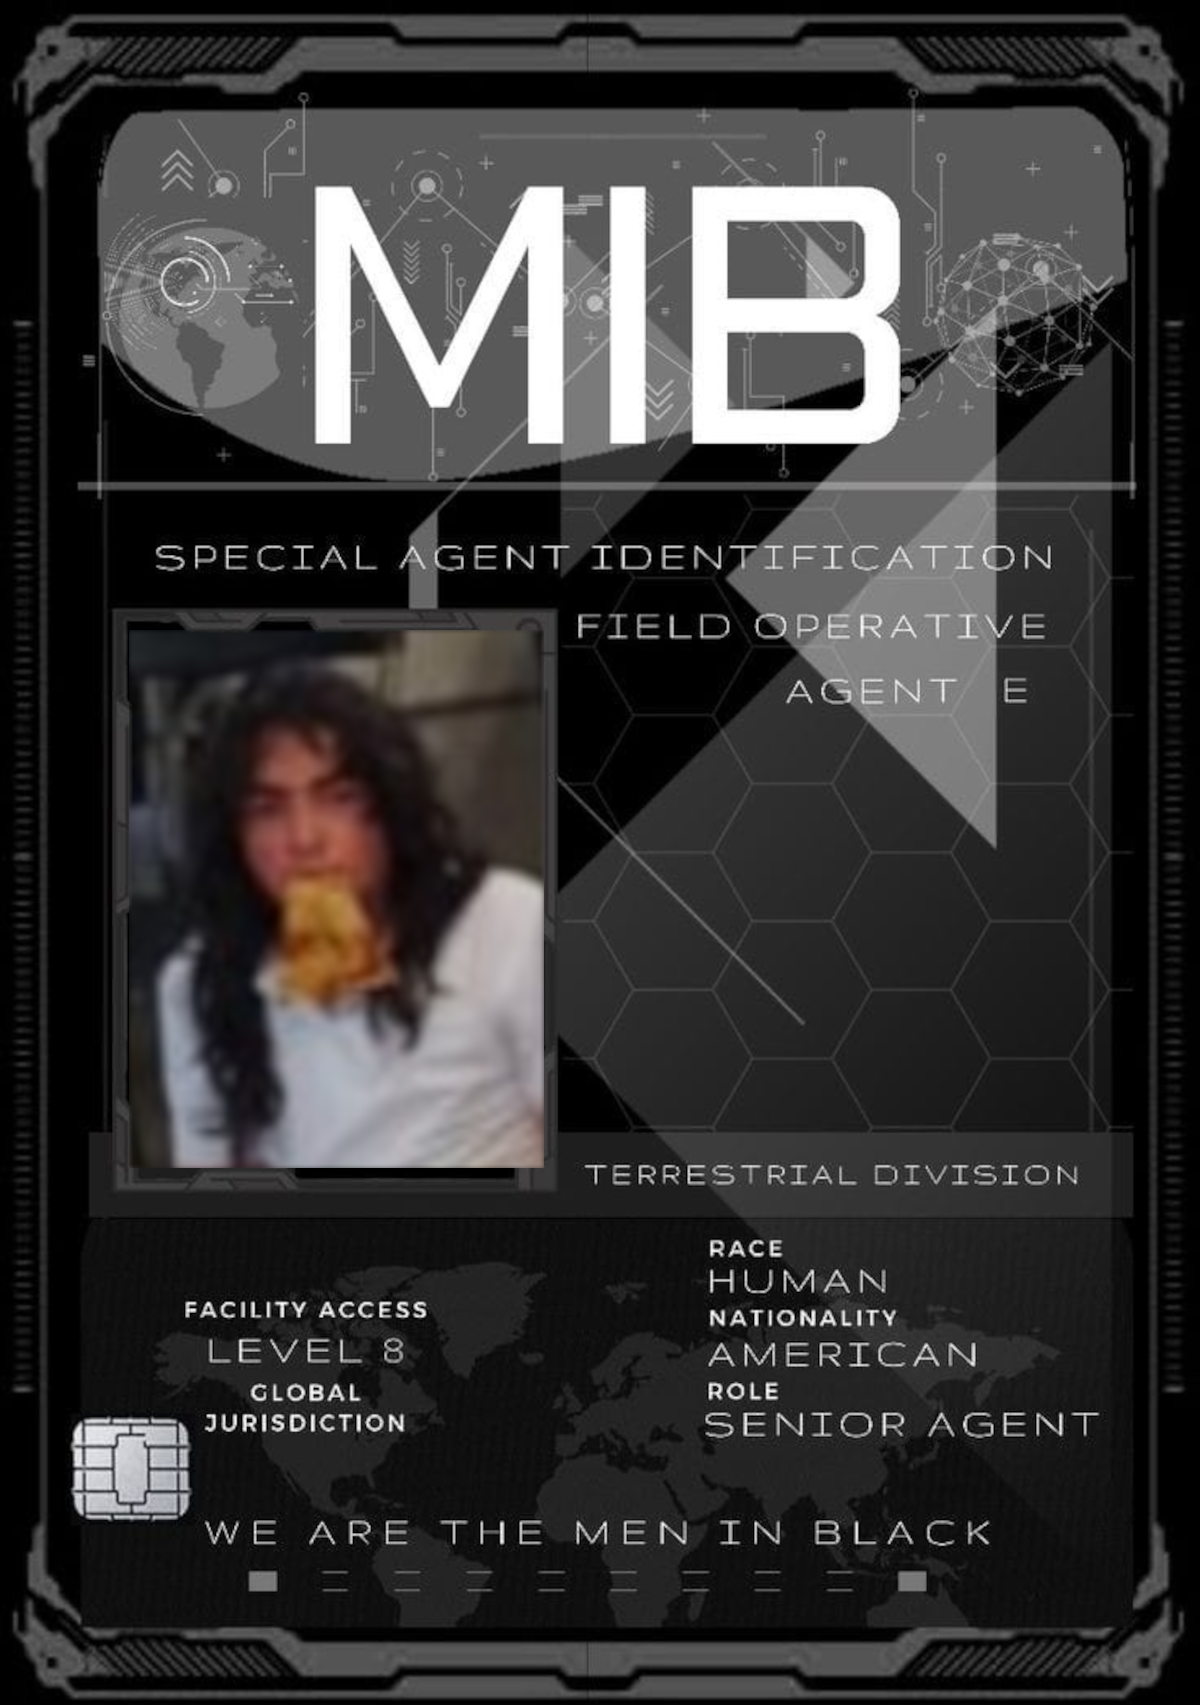 MIB
SPECIAL AGENT IDENTIFICATION
FIELD OPERATIVE
AGENT E
TERRESTRIAL DIVISION
RACE
HUMAN
NATIONALITY
AMERICAN
ROLE
SENIOR AGENT
FACILITY ACCESS
LEVEL 8
GLOBAL
JURISDICTION
WE ARE THE MEN IN BLACK